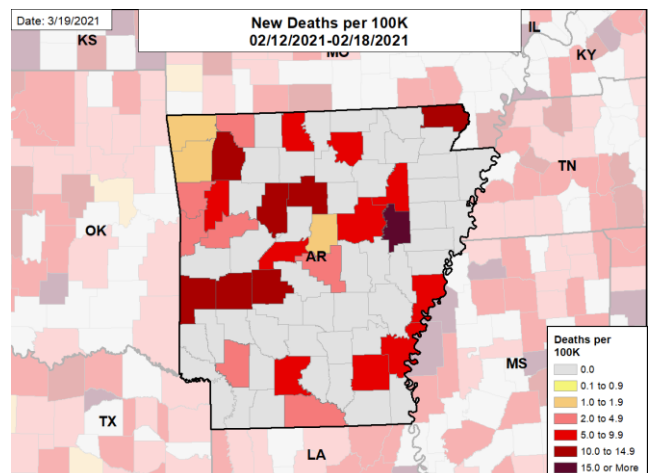 Date: 3/19/2021
New Deaths per 100K
02/12/2021-02/18/2021
KS
MO
IL
KY
TN
OK
AR
MS
TX
LA
Deaths per
100K
0.0
0.1 to 0.9
1.0 to 1.9
2.0 to 4.9
5.0 to 9.9
10.0 to 14.9
15.0 or More